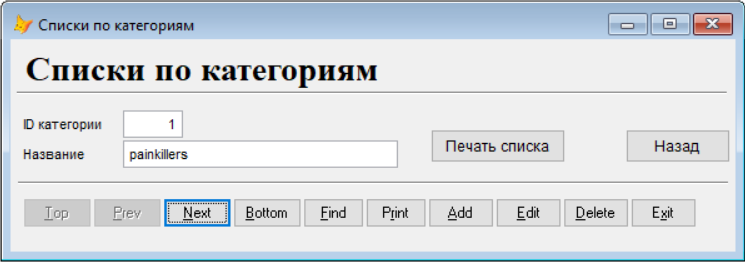 Списки по категориям
Списки по категориям
ID категории 1
Название painkillers
Печать списка Назад
Top Prev Next Bottom Find Print Add Edit Delete Exit